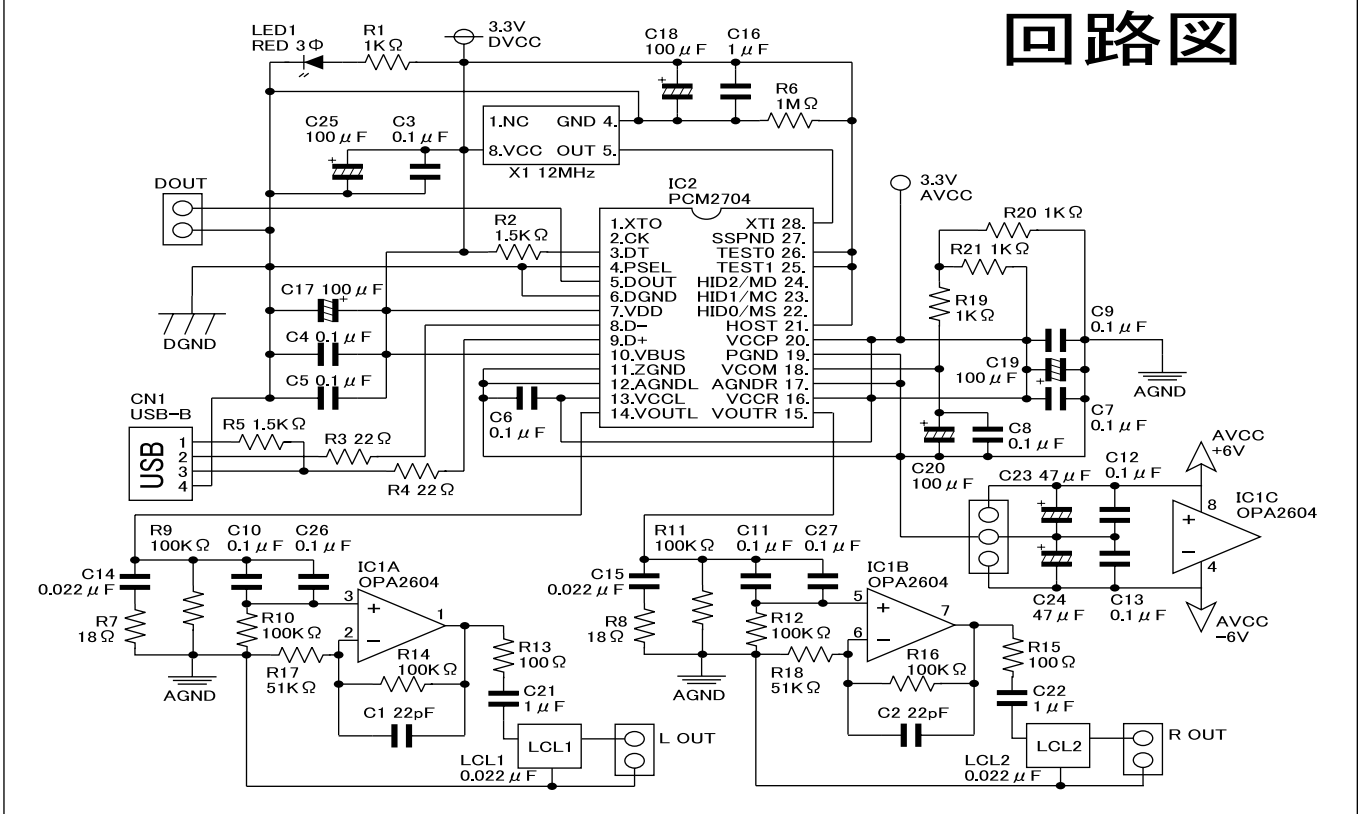 回路図
LED1
RED 3Φ
R1
1KΩ
3.3V
DVCC
C18
100μF
C16
1μF
R6
1MΩ
C25
100μF
C3
0.1μF
1.NC GND 4.
8.VCC OUT 5.
X1 12MHz
DOUT
3.3V
AVCC
IC2
PCM2704
R2
1.5KΩ
1.XTO XTI 28.
2.CK SSPND 27.
3.DT TEST0 26.
4.PSEL TEST1 25.
5.DOUT HID2/MD 24.
6.DGND HID1/MC 23.
7.VDD HID0/MS 22.
8.D- HOST 21.
9.D+ VCCP 20.
10.VBUS PGND 19.
11.ZGND VCOM 18.
12.AGNDL AGNDR 17.
13.VCCL VCCR 16.
14.VOUTL VOUTR 15.
R20 1KΩ
R21 1KΩ
R19
1KΩ
C9
0.1μF
C19
100μF
AGND
C7
0.1μF
C8
0.1μF
C20
100μF
C17 100μF
+
DGND
C4 0.1μF
C5 0.1μF
C6
0.1μF
CN1
USB-B
USB
1
2
3
4
R5 1.5KΩ
R3 22Ω
R4 22Ω
AVCC
+6V
C23 47μF
C12
0.1μF
8
IC1C
OPA2604
+
−
4
C24
47μF
C13
0.1μF
AVCC
-6V
R9
100KΩ
C10
0.1μF
C26
0.1μF
C14
0.022μF
R7
18Ω
IC1A
OPA2604
3
+
1
2
−
R10
100KΩ
R14
100KΩ
R13
100Ω
AGND
R17
51KΩ
C1 22pF
C21
1μF
LCL1
L OUT
LCL1
0.022μF
R11
100KΩ
C11
0.1μF
C27
0.1μF
C15
0.022μF
R8
18Ω
IC1B
OPA2604
5
+
7
6
−
R12
100KΩ
R16
100KΩ
R15
100Ω
AGND
R18
51KΩ
C2 22pF
C22
1μF
LCL2
R OUT
LCL2
0.022μF